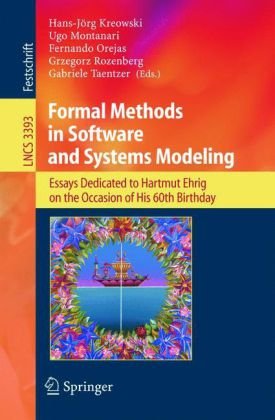 Hans-Jörg Kreowski
Ugo Montanari
Fernando Orejas
Grzegorz Rozenberg
Gabriele Taentzer (Eds.)
Festschrift
LNCS 3393
Formal Methods
in Software
and Systems Modeling
Essays Dedicated to Hartmut Ehrig
on the Occasion of His 60th Birthday
Springer